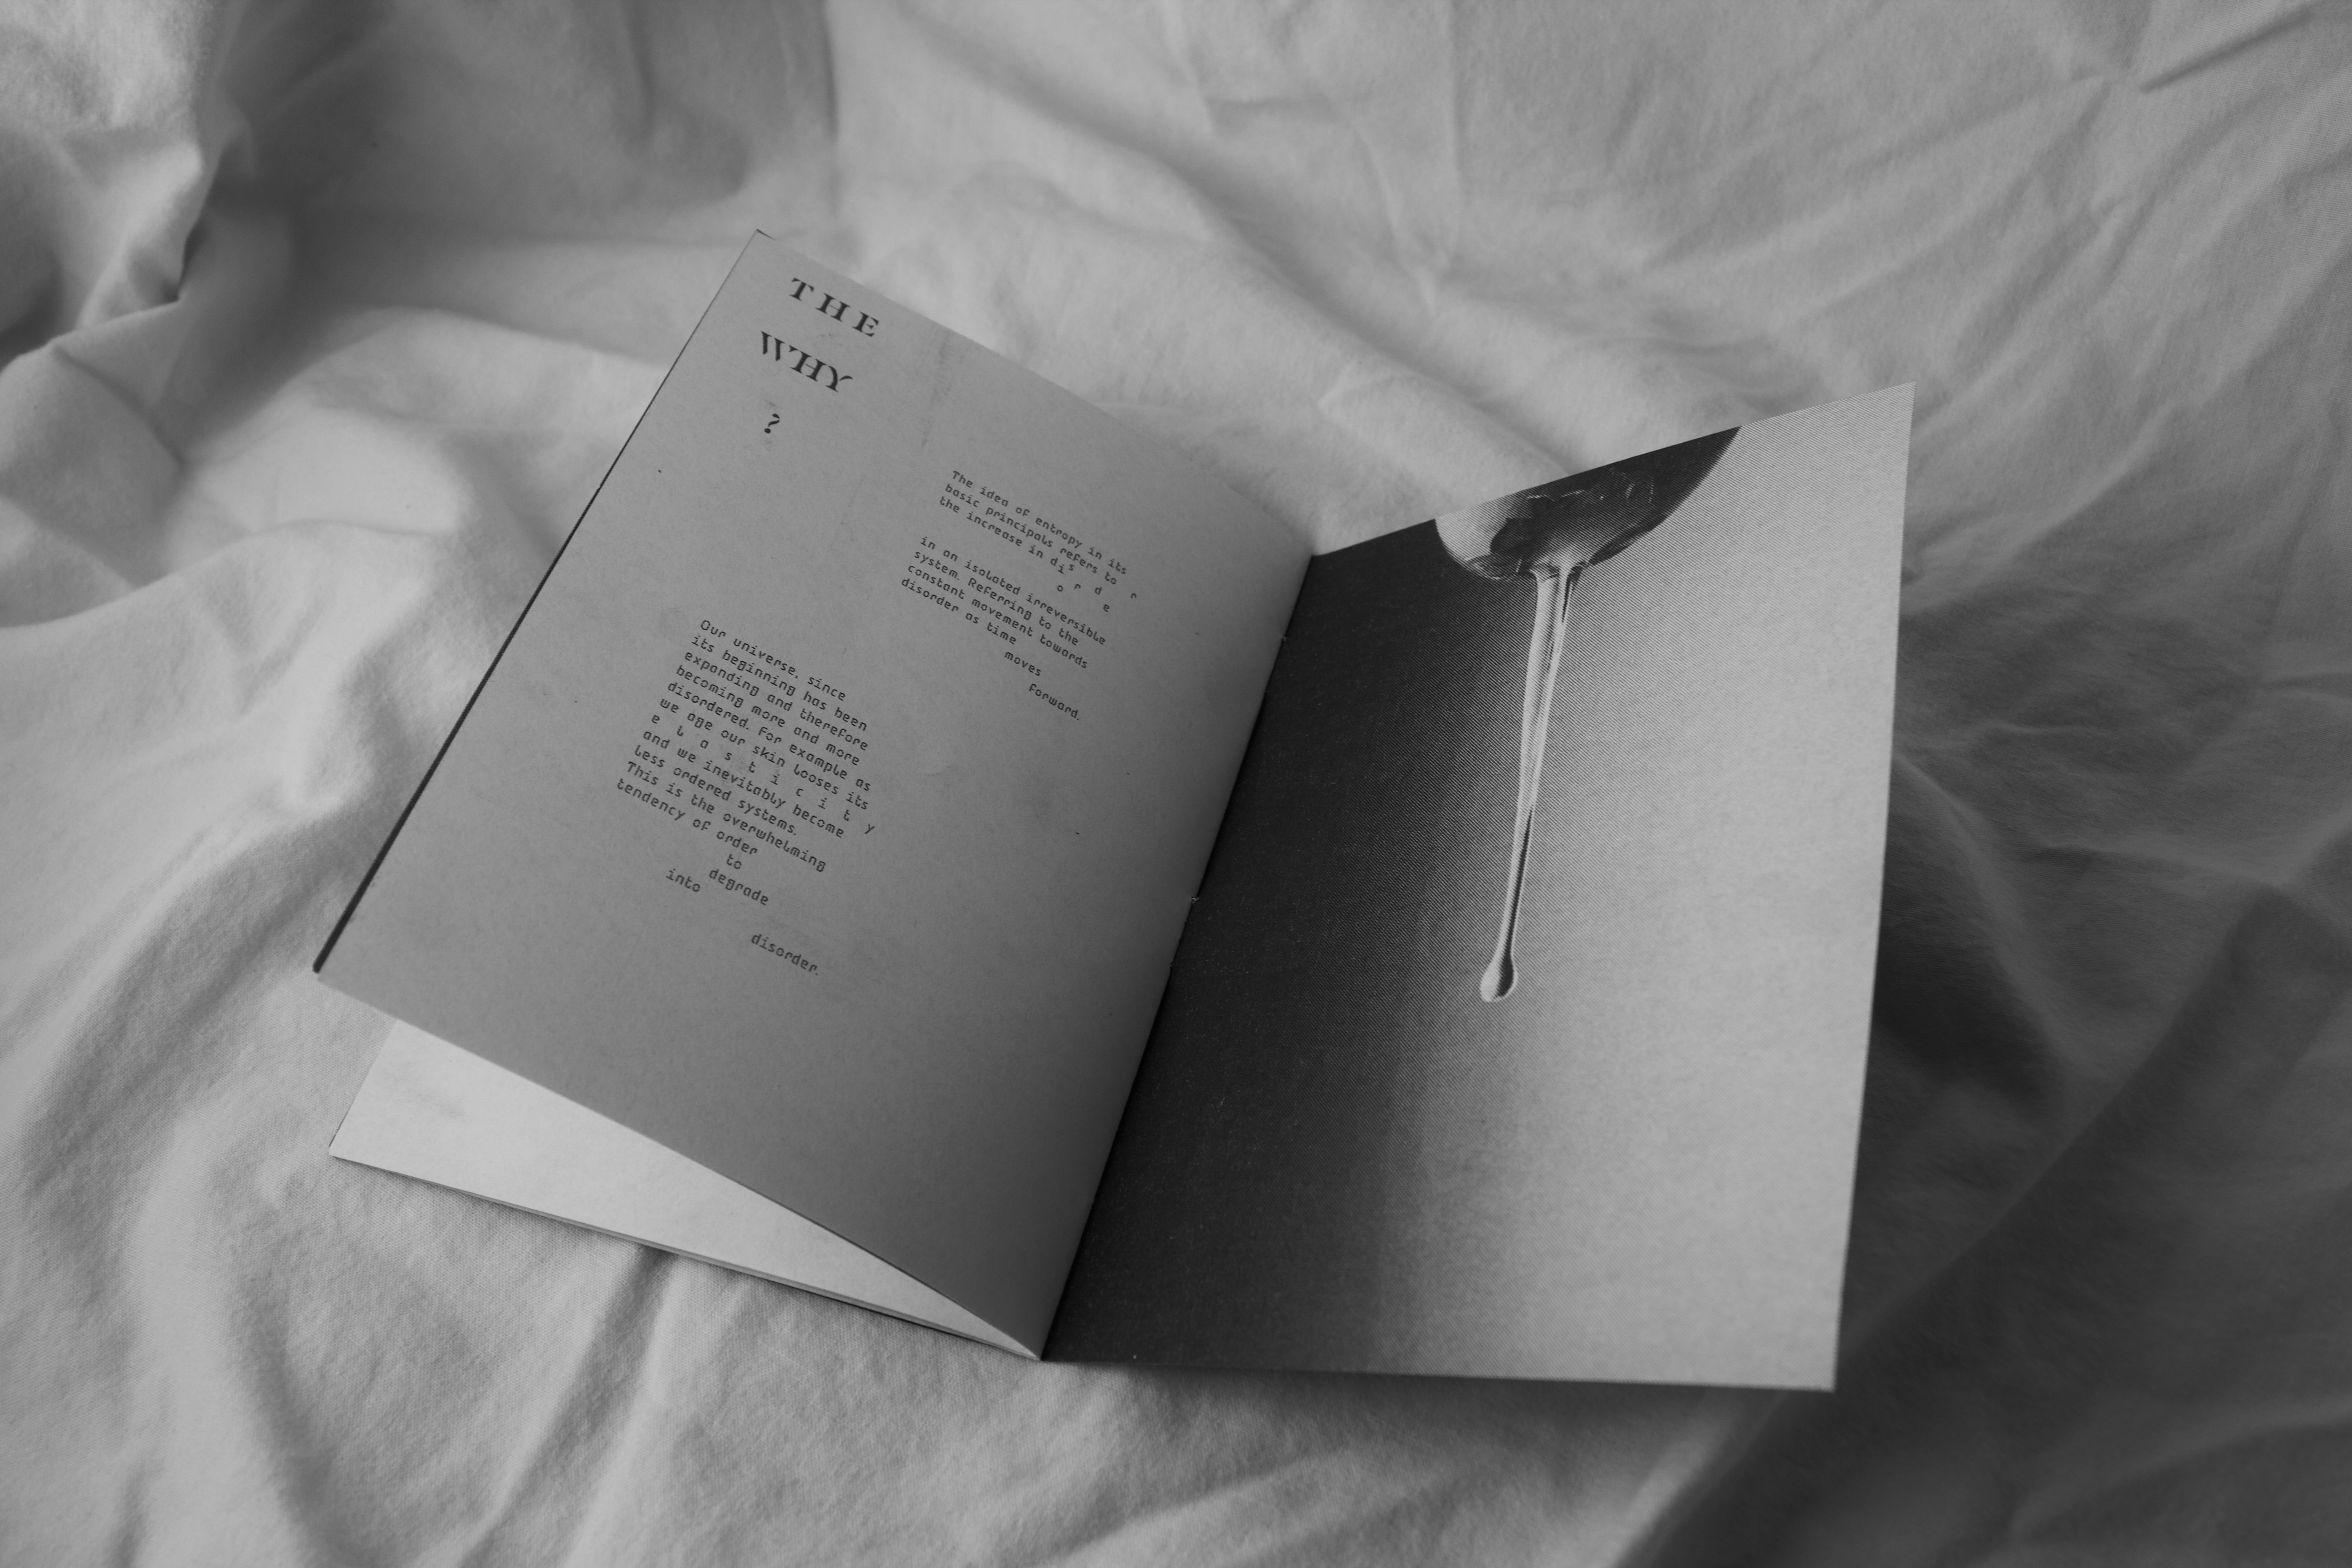 THE
WHY
?
The idea of entropy in its
basic principals refers to
the increase in disorder
in an isolated irreversible
system. Referring to the
constant movement towards
disorder as time
moves
forward.
Our universe, since
its beginning has been
expanding and therefore
becoming more and more
disordered. For example as
we age our skin looses its
e l a s t i c i t y
and we inevitably become
less ordered systems.
This is the overwhelming
tendency of order
to
degrade
into
disorder.